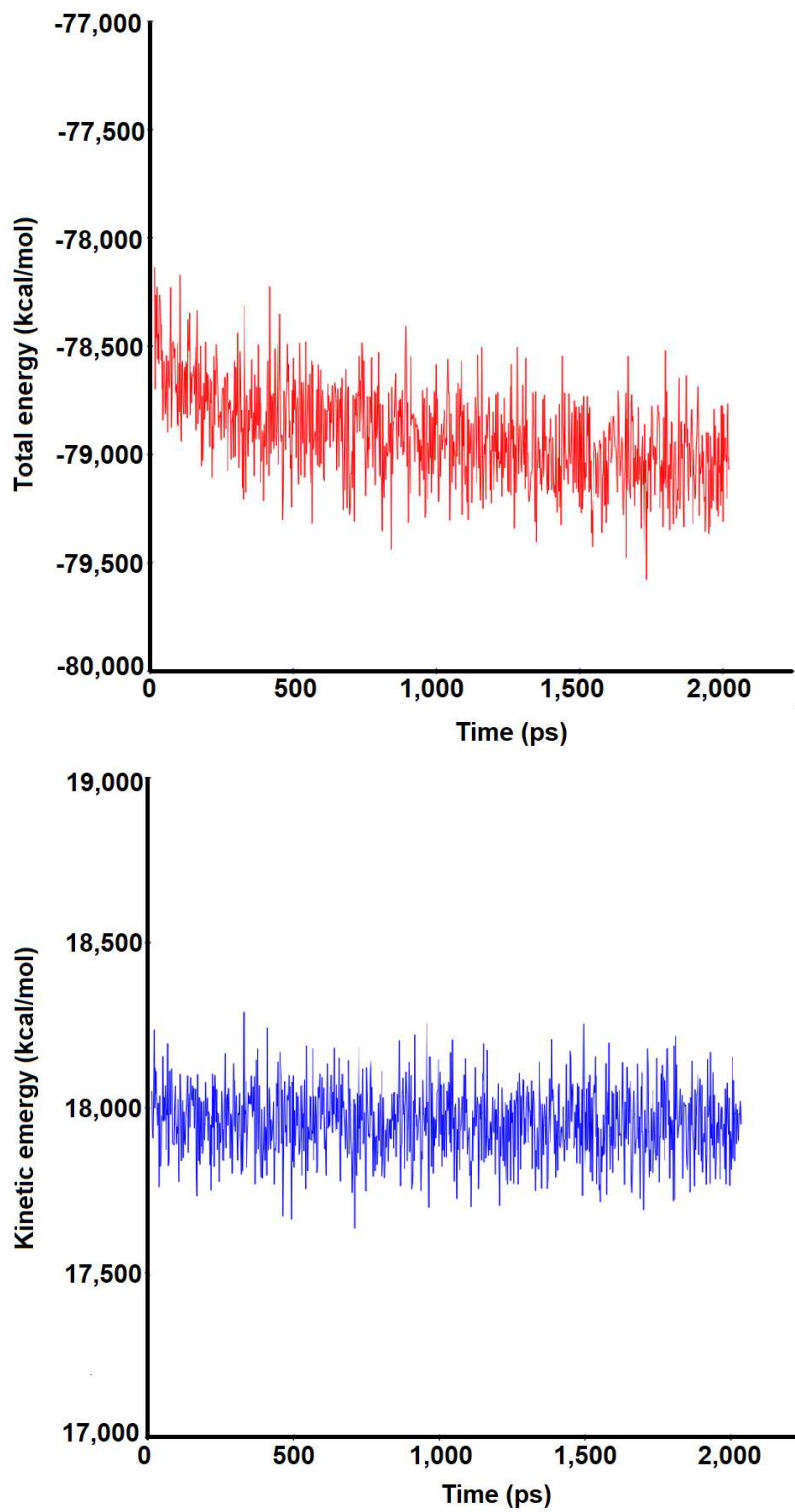 -77,000
-77,500
-78,000
-78,500
-79,000
-79,500
-80,000
Total energy (kcal/mol)
0 500 1,000 1,500 2,000
Time (ps)
19,000
18,500
18,000
17,500
17,000
Kinetic emergy (kcal/mol)
0 500 1,000 1,500 2,000
Time (ps)